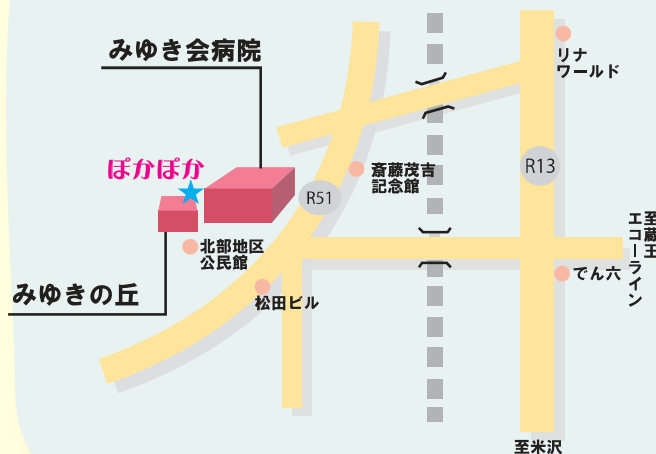 みゆき会病院
リナ
ワールド
ぽかぽか
斎藤茂吉
記念館
R13
R51
至蔵王
エコーライン
北部地区
公民館
でん六
みゆきの丘
松田ビル
至米沢